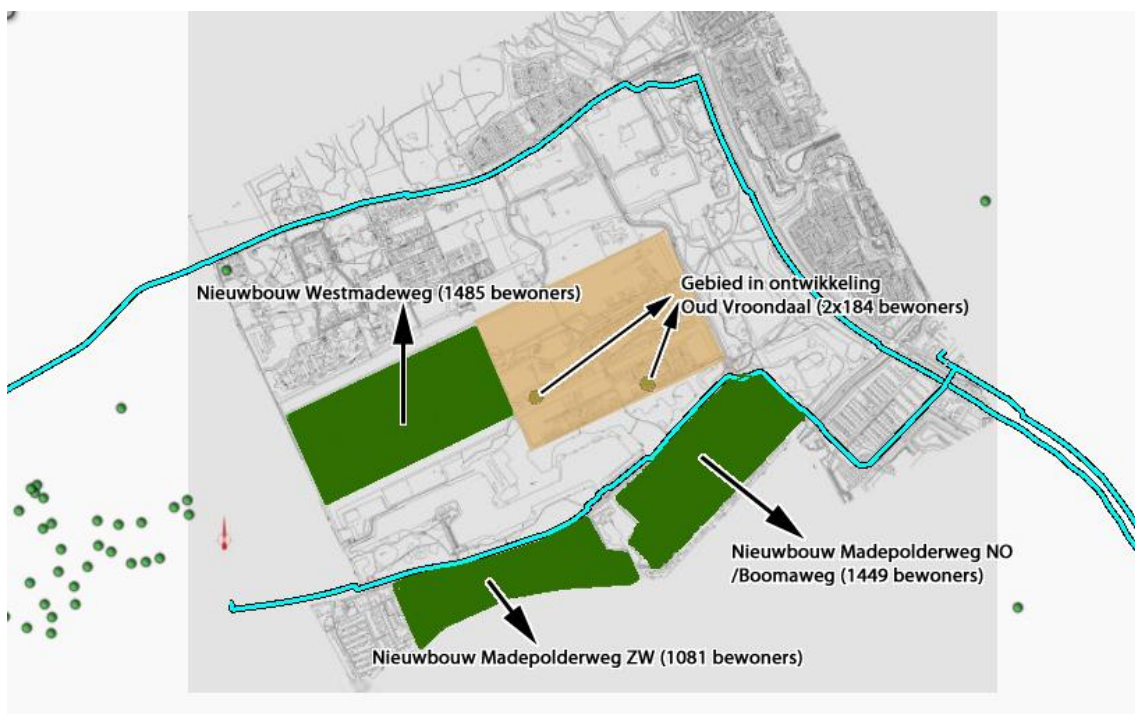 Gebied in ontwikkeling
Oud Vroondaal (2x184 bewoners)
Nieuwbouw Westmadeweg (1485 bewoners)
Nieuwbouw Madepolderweg NO
/Boomaweg (1449 bewoners)
Nieuwbouw Madepolderweg ZW (1081 bewoners)